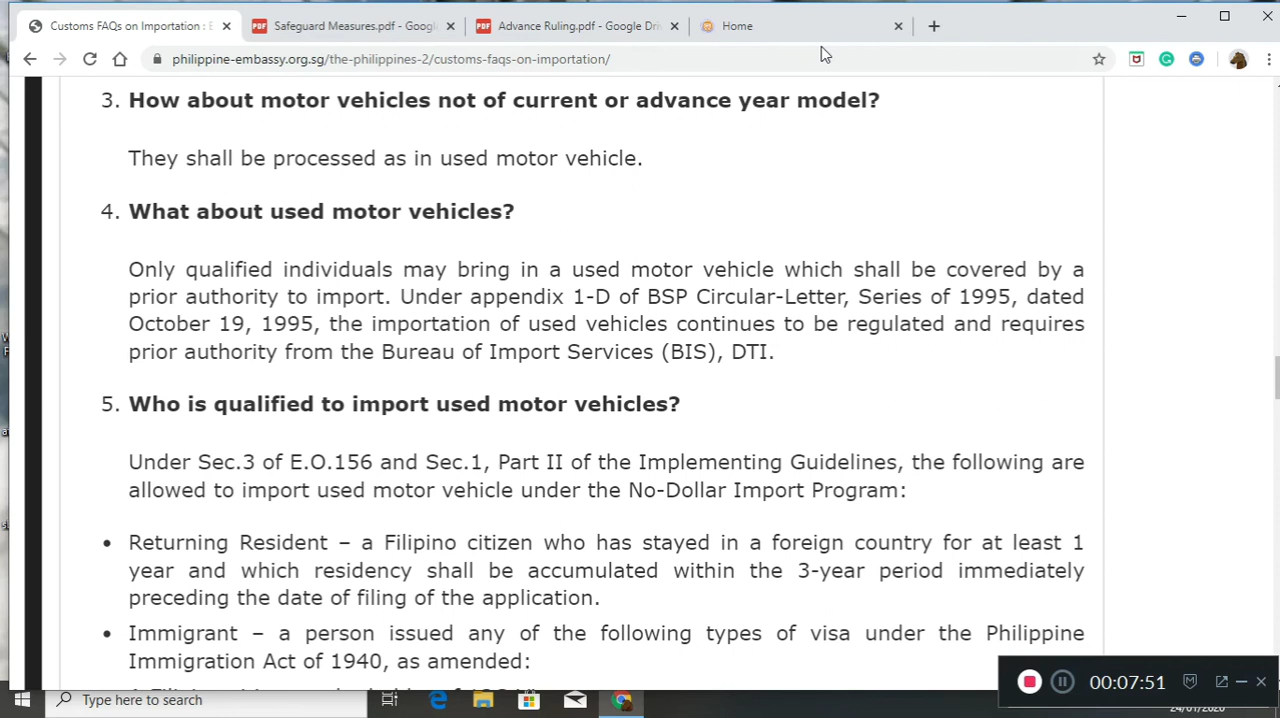 Customs FAQs on Importation : E
Safeguard Measures.pdf - Googl
Advance Ruling.pdf - Google Dri
Home
philippine-embassy.org.sg/the-philippines-2/customs-faqs-on-importation/
3. How about motor vehicles not of current or advance year model?
They shall be processed as in used motor vehicle.
4. What about used motor vehicles?
Only qualified individuals may bring in a used motor vehicle which shall be covered by a
prior authority to import. Under appendix 1-D of BSP Circular-Letter, Series of 1995, dated
October 19, 1995, the importation of used vehicles continues to be regulated and requires
prior authority from the Bureau of Import Services (BIS), DTI.
5. Who is qualified to import used motor vehicles?
Under Sec.3 of E.O.156 and Sec.1, Part II of the Implementing Guidelines, the following are
allowed to import used motor vehicle under the No-Dollar Import Program:
• Returning Resident – a Filipino citizen who has stayed in a foreign country for at least 1
year and which residency shall be accumulated within the 3-year period immediately
preceding the date of filing of the application.
• Immigrant – a person issued any of the following types of visa under the Philippine
Immigration Act of 1940, as amended:
00:07:51
Type here to search
24/01/2020